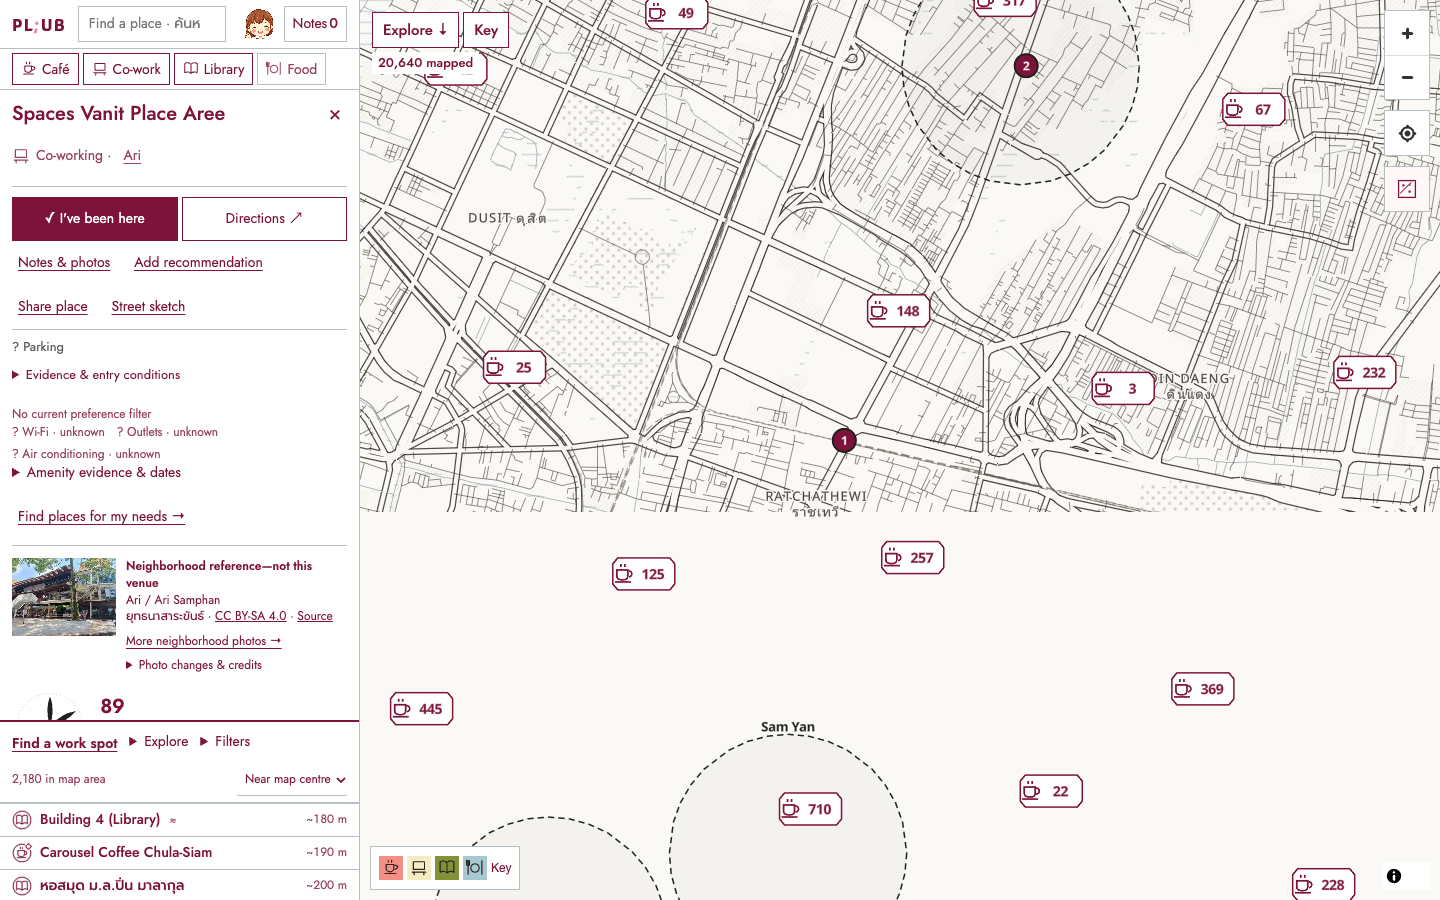 PL;UB
Find a place · ค้นห
Notes 0
Café
Co-work
Library
Food
Spaces Vanit Place Area
×
Co-working · Ari
✓ I've been here
Directions ↗
Notes & photos
Add recommendation
Share place
Street sketch
? Parking
▶ Evidence & entry conditions
No current preference filter
? Wi-Fi · unknown ? Outlets · unknown
? Air conditioning · unknown
▶ Amenity evidence & dates
Find places for my needs →
Neighborhood reference—not this
venue
Ari / Ari Samphan
ยุทธนาสาระขันธ์ · CC BY-SA 4.0 · Source
More neighborhood photos →
▶ Photo changes & credits
89
Find a work spot
▶ Explore
▶ Filters
2,180 in map area
Near map centre
Building 4 (Library) ≈
~180 m
Carousel Coffee Chula-Siam
~190 m
หอสมุด ม.ล.ปิ่น มาลากุล
~200 m
Explore ↓
Key
20,640 mapped
49
317
2
67
+
−
DUSIT ดุสิต
148
25
3
DIN DAENG
ดินแดง
232
1
RATCHATHEWI
ราชเทวี
125
257
445
369
Sam Yan
22
710
228
Key